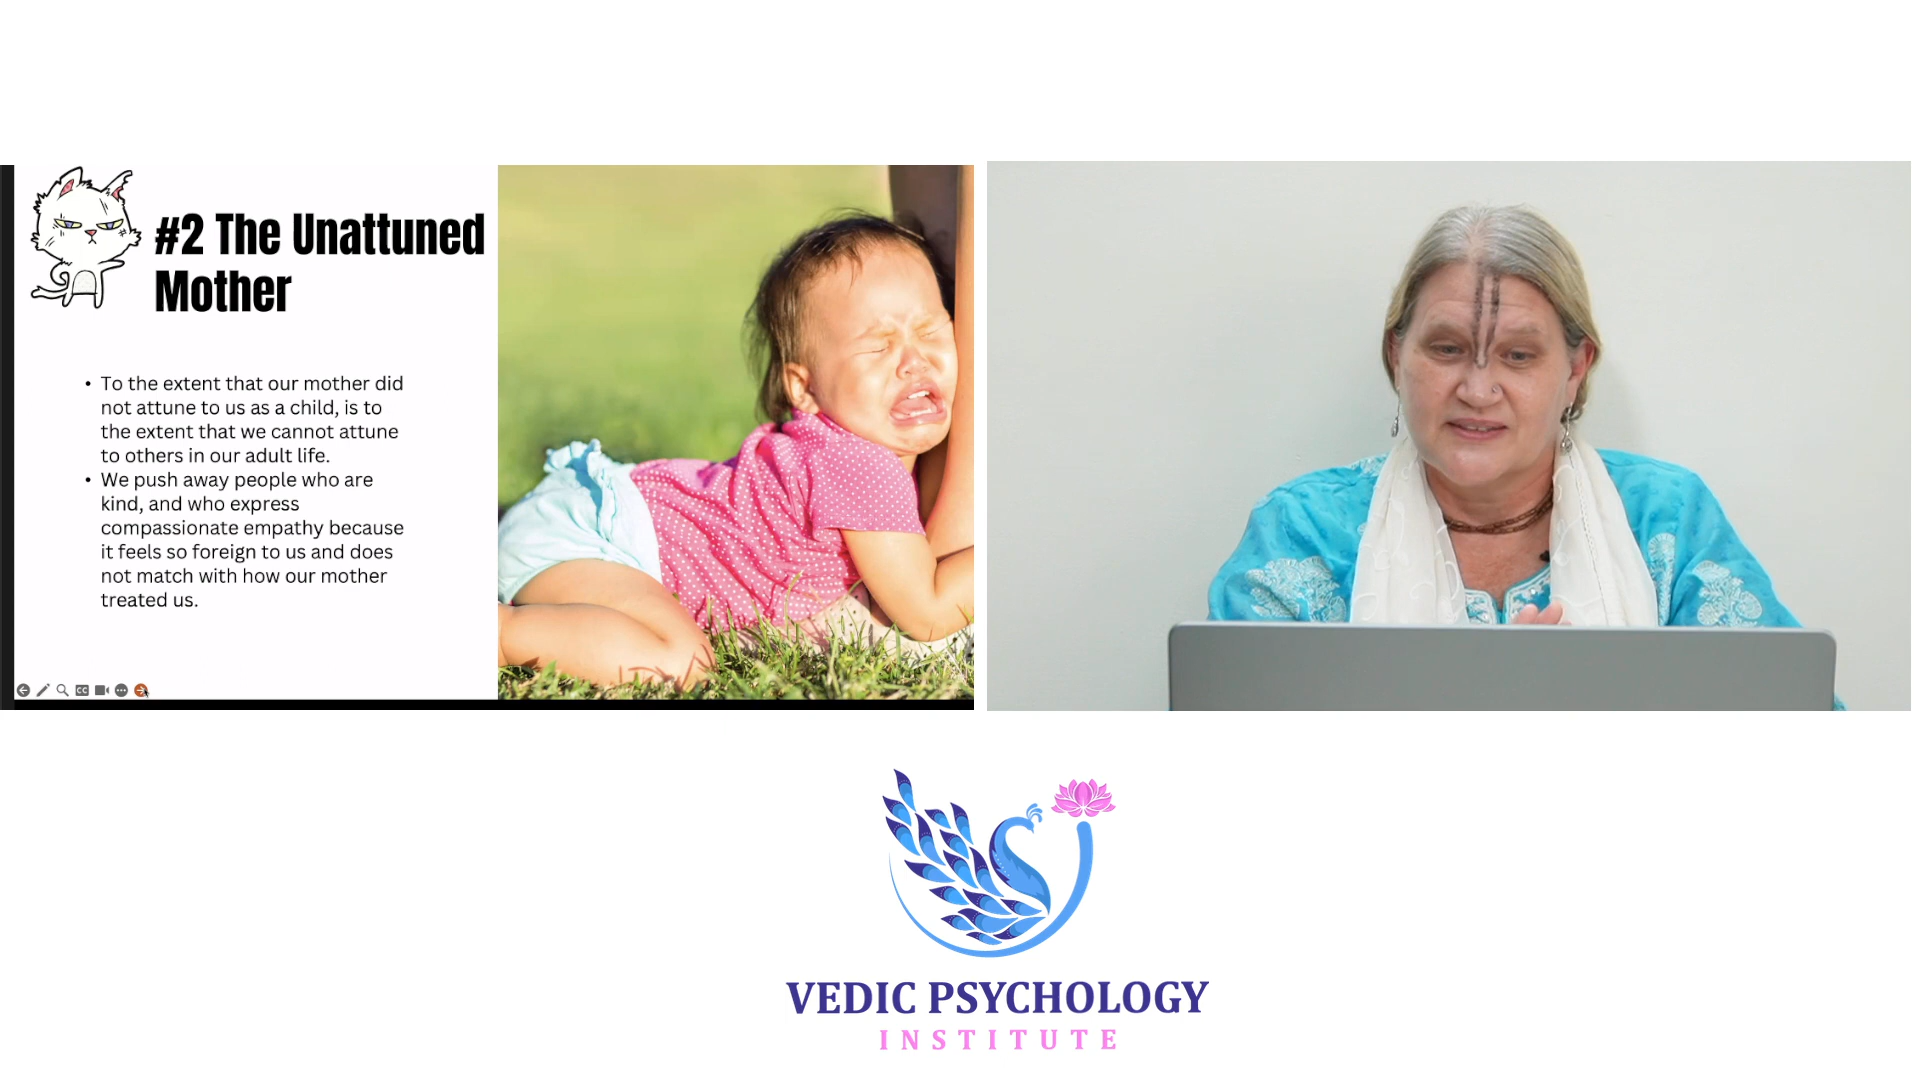 #2 The Unattuned
Mother
• To the extent that our mother did
not attune to us as a child, is to
the extent that we cannot attune
to others in our adult life.
• We push away people who are
kind, and who express
compassionate empathy because
it feels so foreign to us and does
not match with how our mother
treated us.
CC
VEDIC PSYCHOLOGY
INSTITUTE